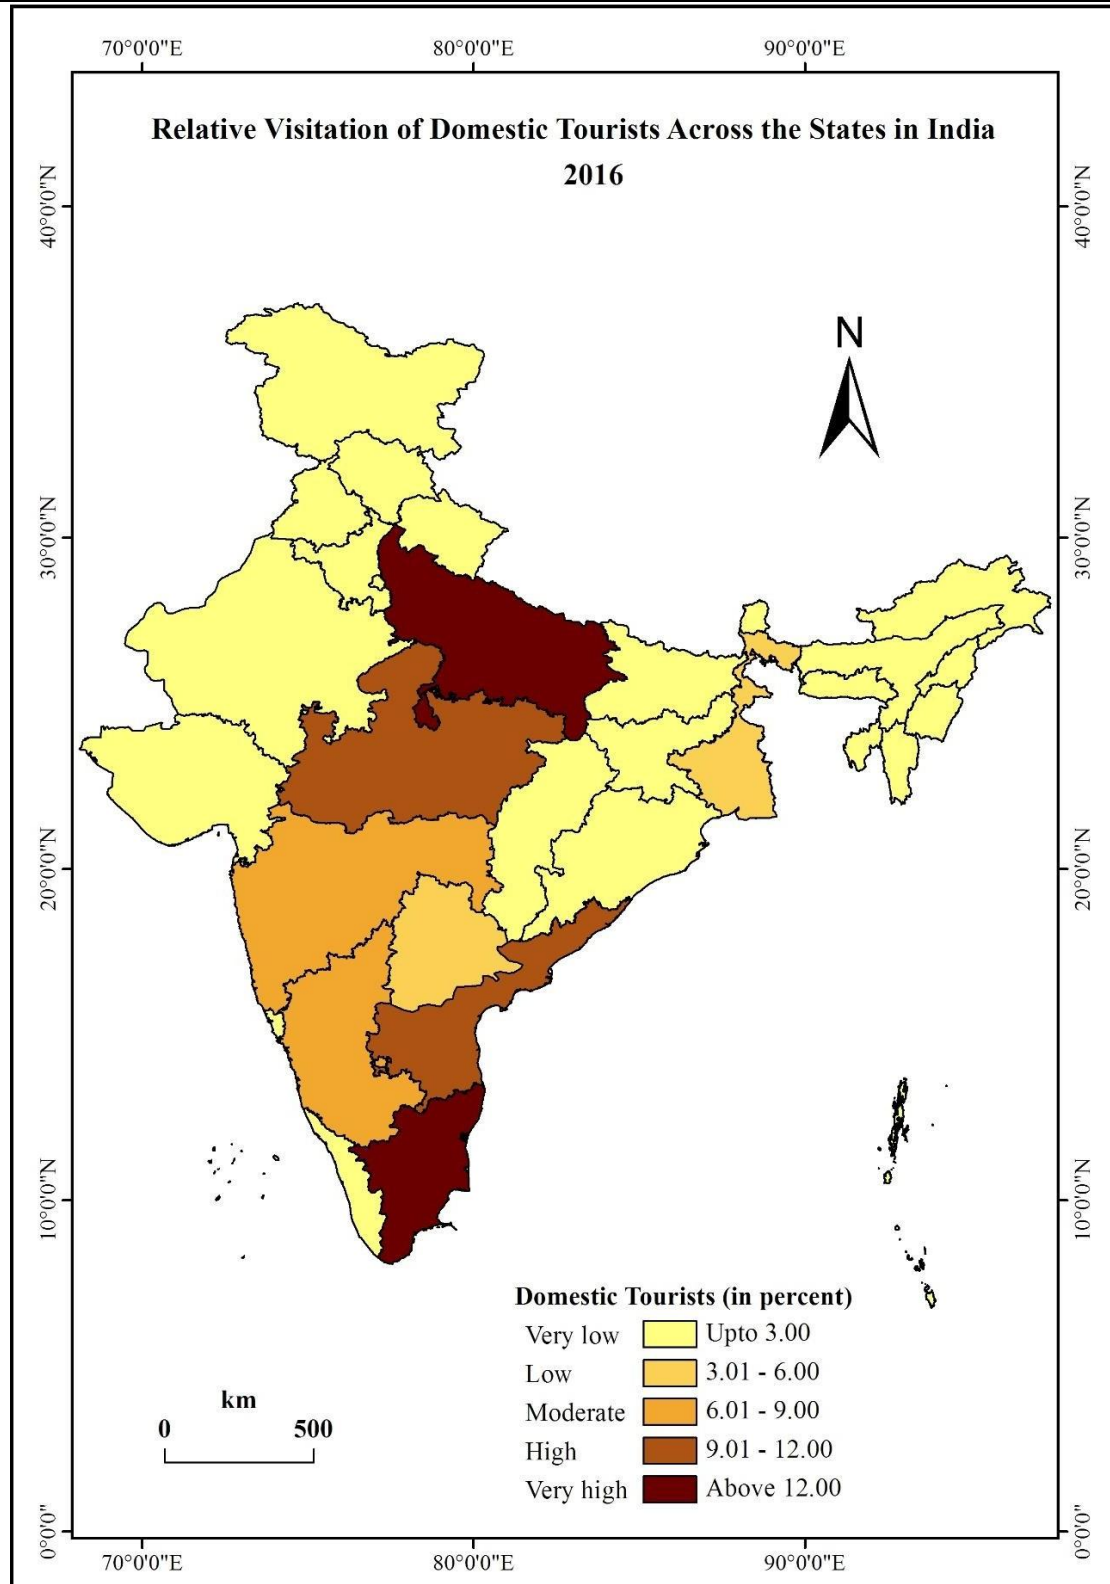 70°0'0"E 80°0'0"E 90°0'0"E
Relative Visitation of Domestic Tourists Across the States in India
2016
40°0'0"N 40°0'0"N
N
30°0'0"N 30°0'0"N
20°0'0"N 20°0'0"N
10°0'0"N 10°0'0"N
Domestic Tourists (in percent)
Very low Upto 3.00
Low 3.01 - 6.00
Moderate 6.01 - 9.00
High 9.01 - 12.00
Very high Above 12.00
km
0 500
0°0'0" 0°0'0"
70°0'0"E 80°0'0"E 90°0'0"E